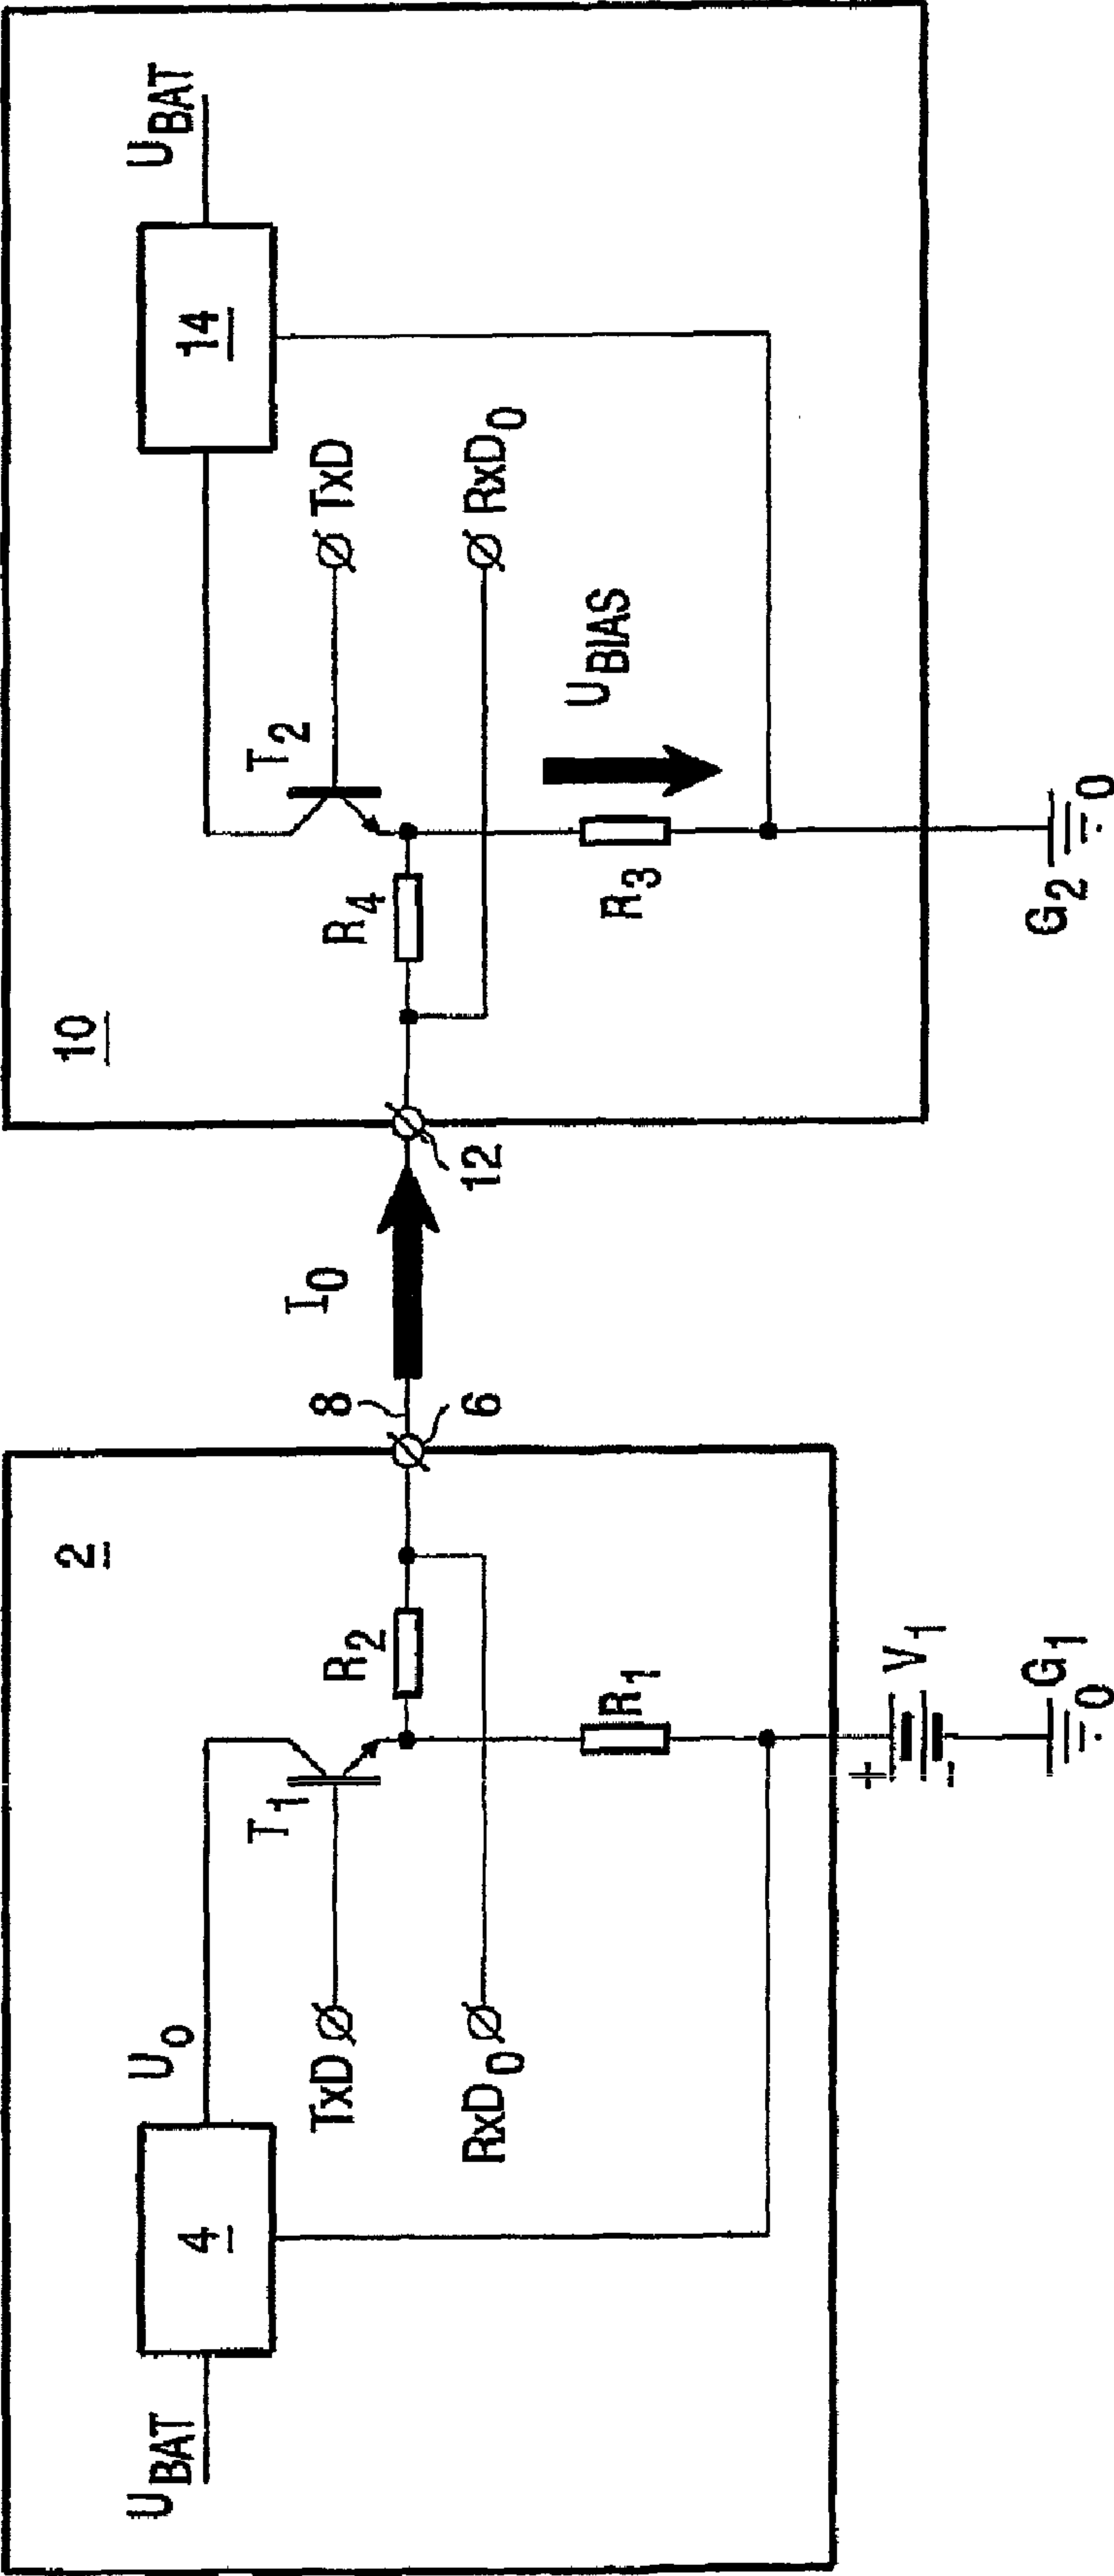 2
U_BAT
4
U_0
T_1
TxD
RxD_0
R_2
R_1
+
-
V_1
G_1
0
8
6
I_0
12
10
R_4
T_2
TxD
RxD_0
R_3
U_BIAS
14
U_BAT
G_2
0